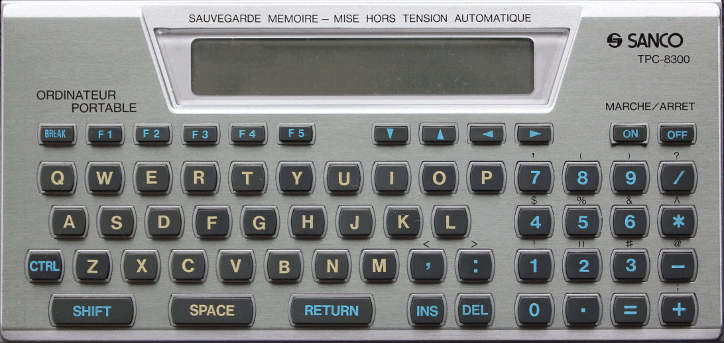 SAUVEGARDE MEMOIRE – MISE HORS TENSION AUTOMATIQUE
SANCO
TPC-8300
ORDINATEUR
PORTABLE
MARCHE/ARRET
BREAK F1 F2 F3 F4 F5 ▼ ▲ ◄ ► ON OFF
' ( ) ?
Q W E R T Y U I O P 7 8 9 /
$ % & ^
A S D F G H J K L 4 5 6 *
< > ! " # @
CTRL Z X C V B N M , : 1 2 3 –
;
SHIFT SPACE RETURN INS DEL 0 . = +